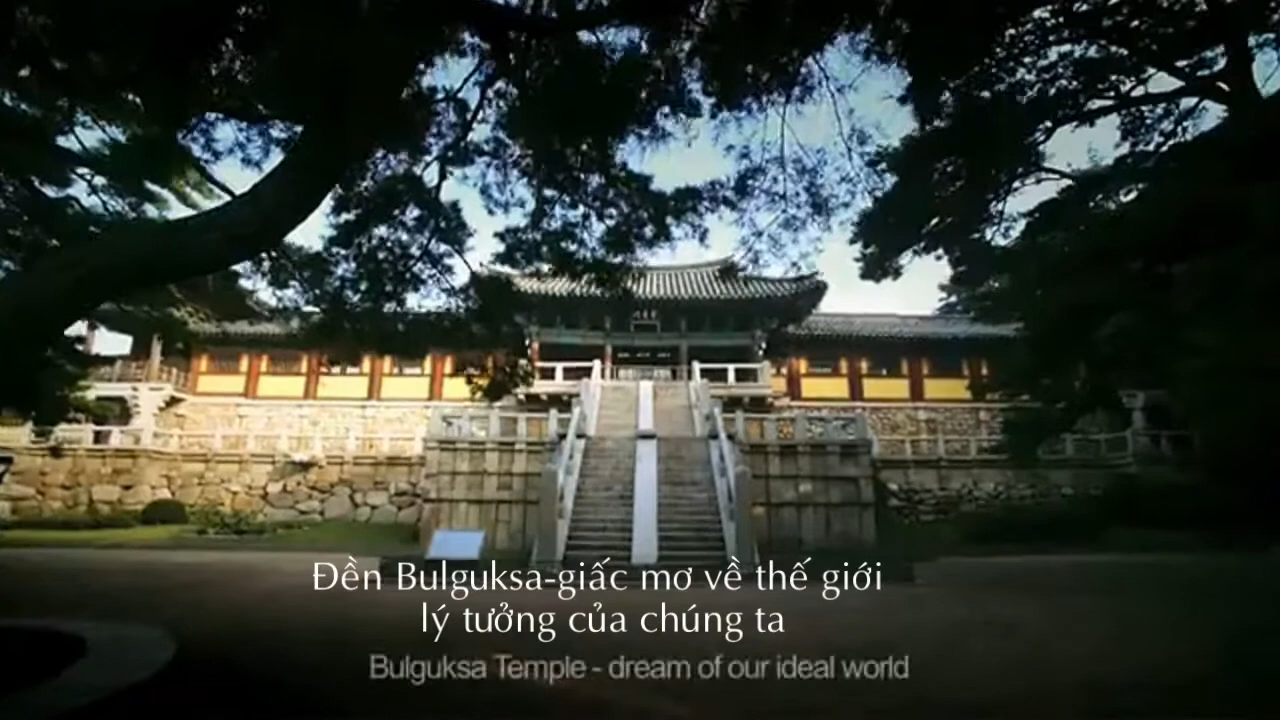 Đền Bulguksa-giấc mơ về thế giới
lý tưởng của chúng ta
Bulguksa Temple - dream of our ideal world